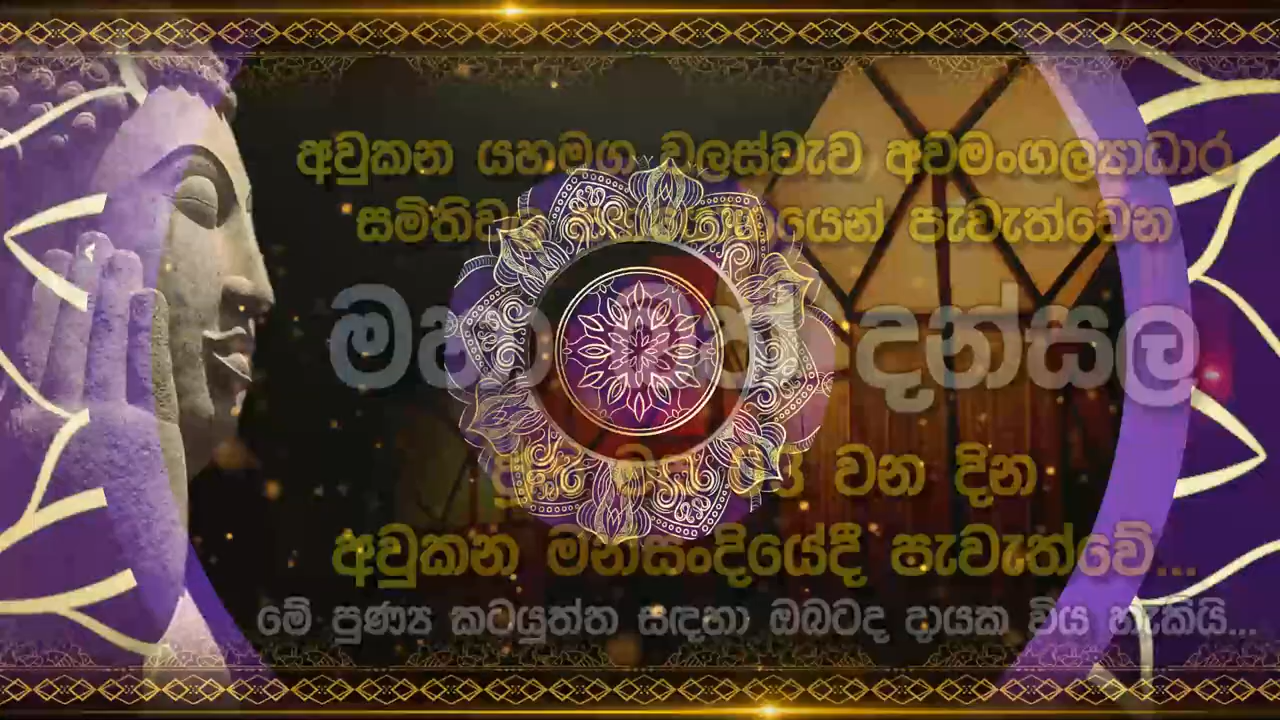 අවුකන යහමග වලස්වැව අවමංගල්‍යාධාර
පැවැත්වෙන
දන්සල
වන දින
අවුකන මනසංදියේදී පැවැත්වේ...
මේ පුණ්‍ය කටයුත්ත සඳහා ඔබටද දායක විය හැකියි...